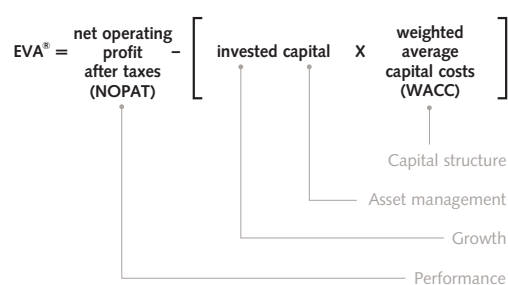 EVA® = net operating profit after taxes (NOPAT) – [ invested capital X weighted average capital costs (WACC) ]
Capital structure
Asset management
Growth
Performance